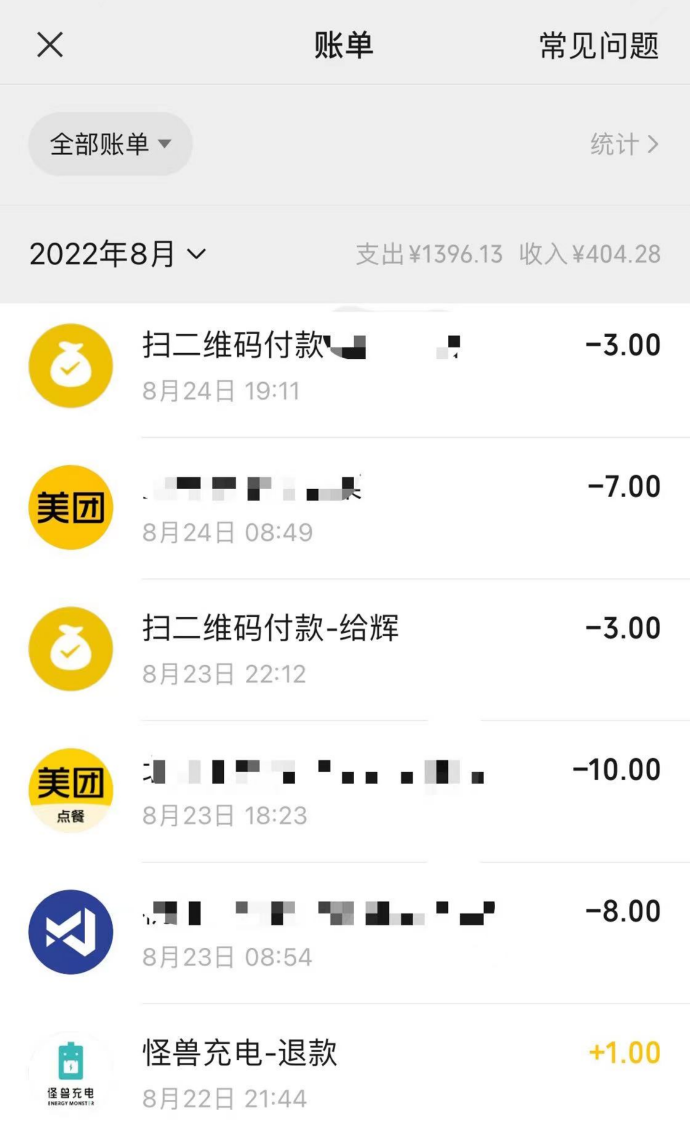 账单
常见问题
全部账单
统计
2022年8月
支出¥1396.13 收入¥404.28
扫二维码付款
-3.00
8月24日 19:11
美团
-7.00
8月24日 08:49
扫二维码付款-给辉
-3.00
8月23日 22:12
美团
点餐
-10.00
8月23日 18:23
-8.00
8月23日 08:54
怪兽充电
ENERGY MONSTER
怪兽充电-退款
+1.00
8月22日 21:44